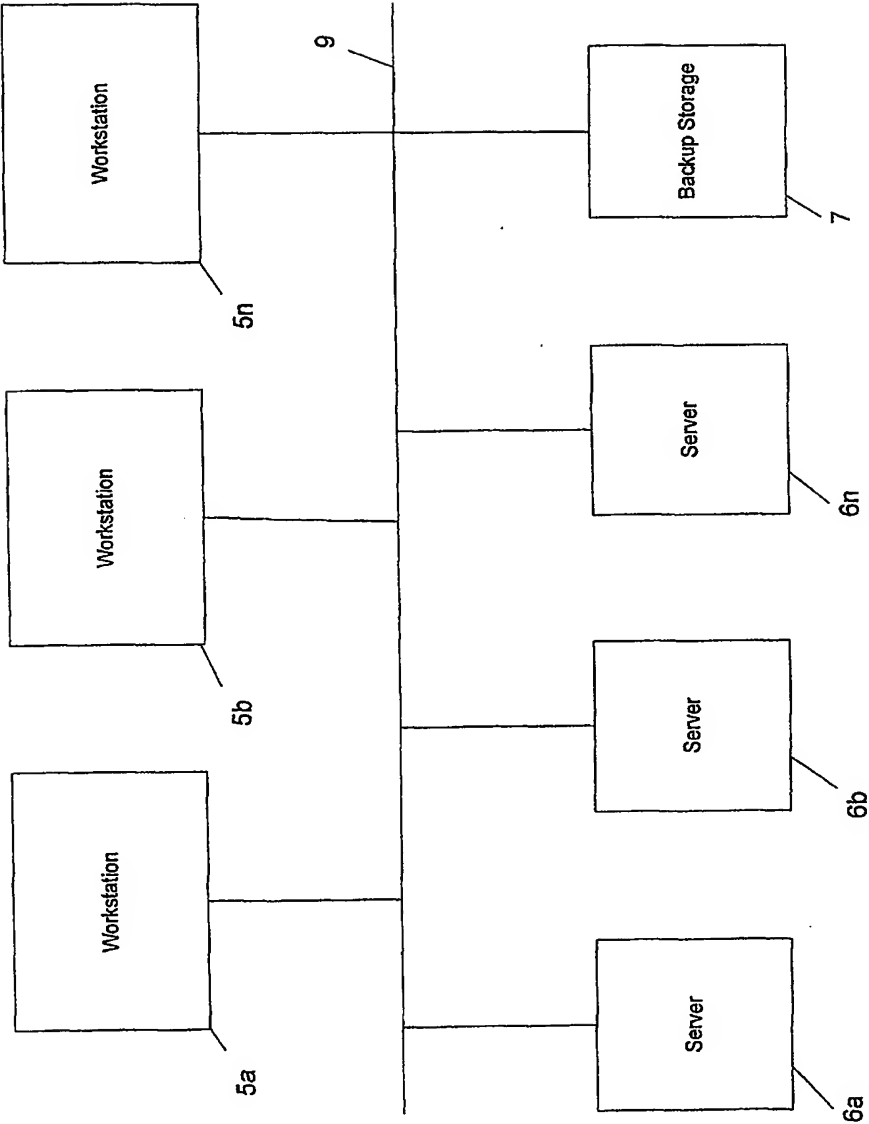 Workstation
Workstation
Workstation
5a
5b
5n
9
Server
Server
Server
Backup Storage
6a
6b
6n
7